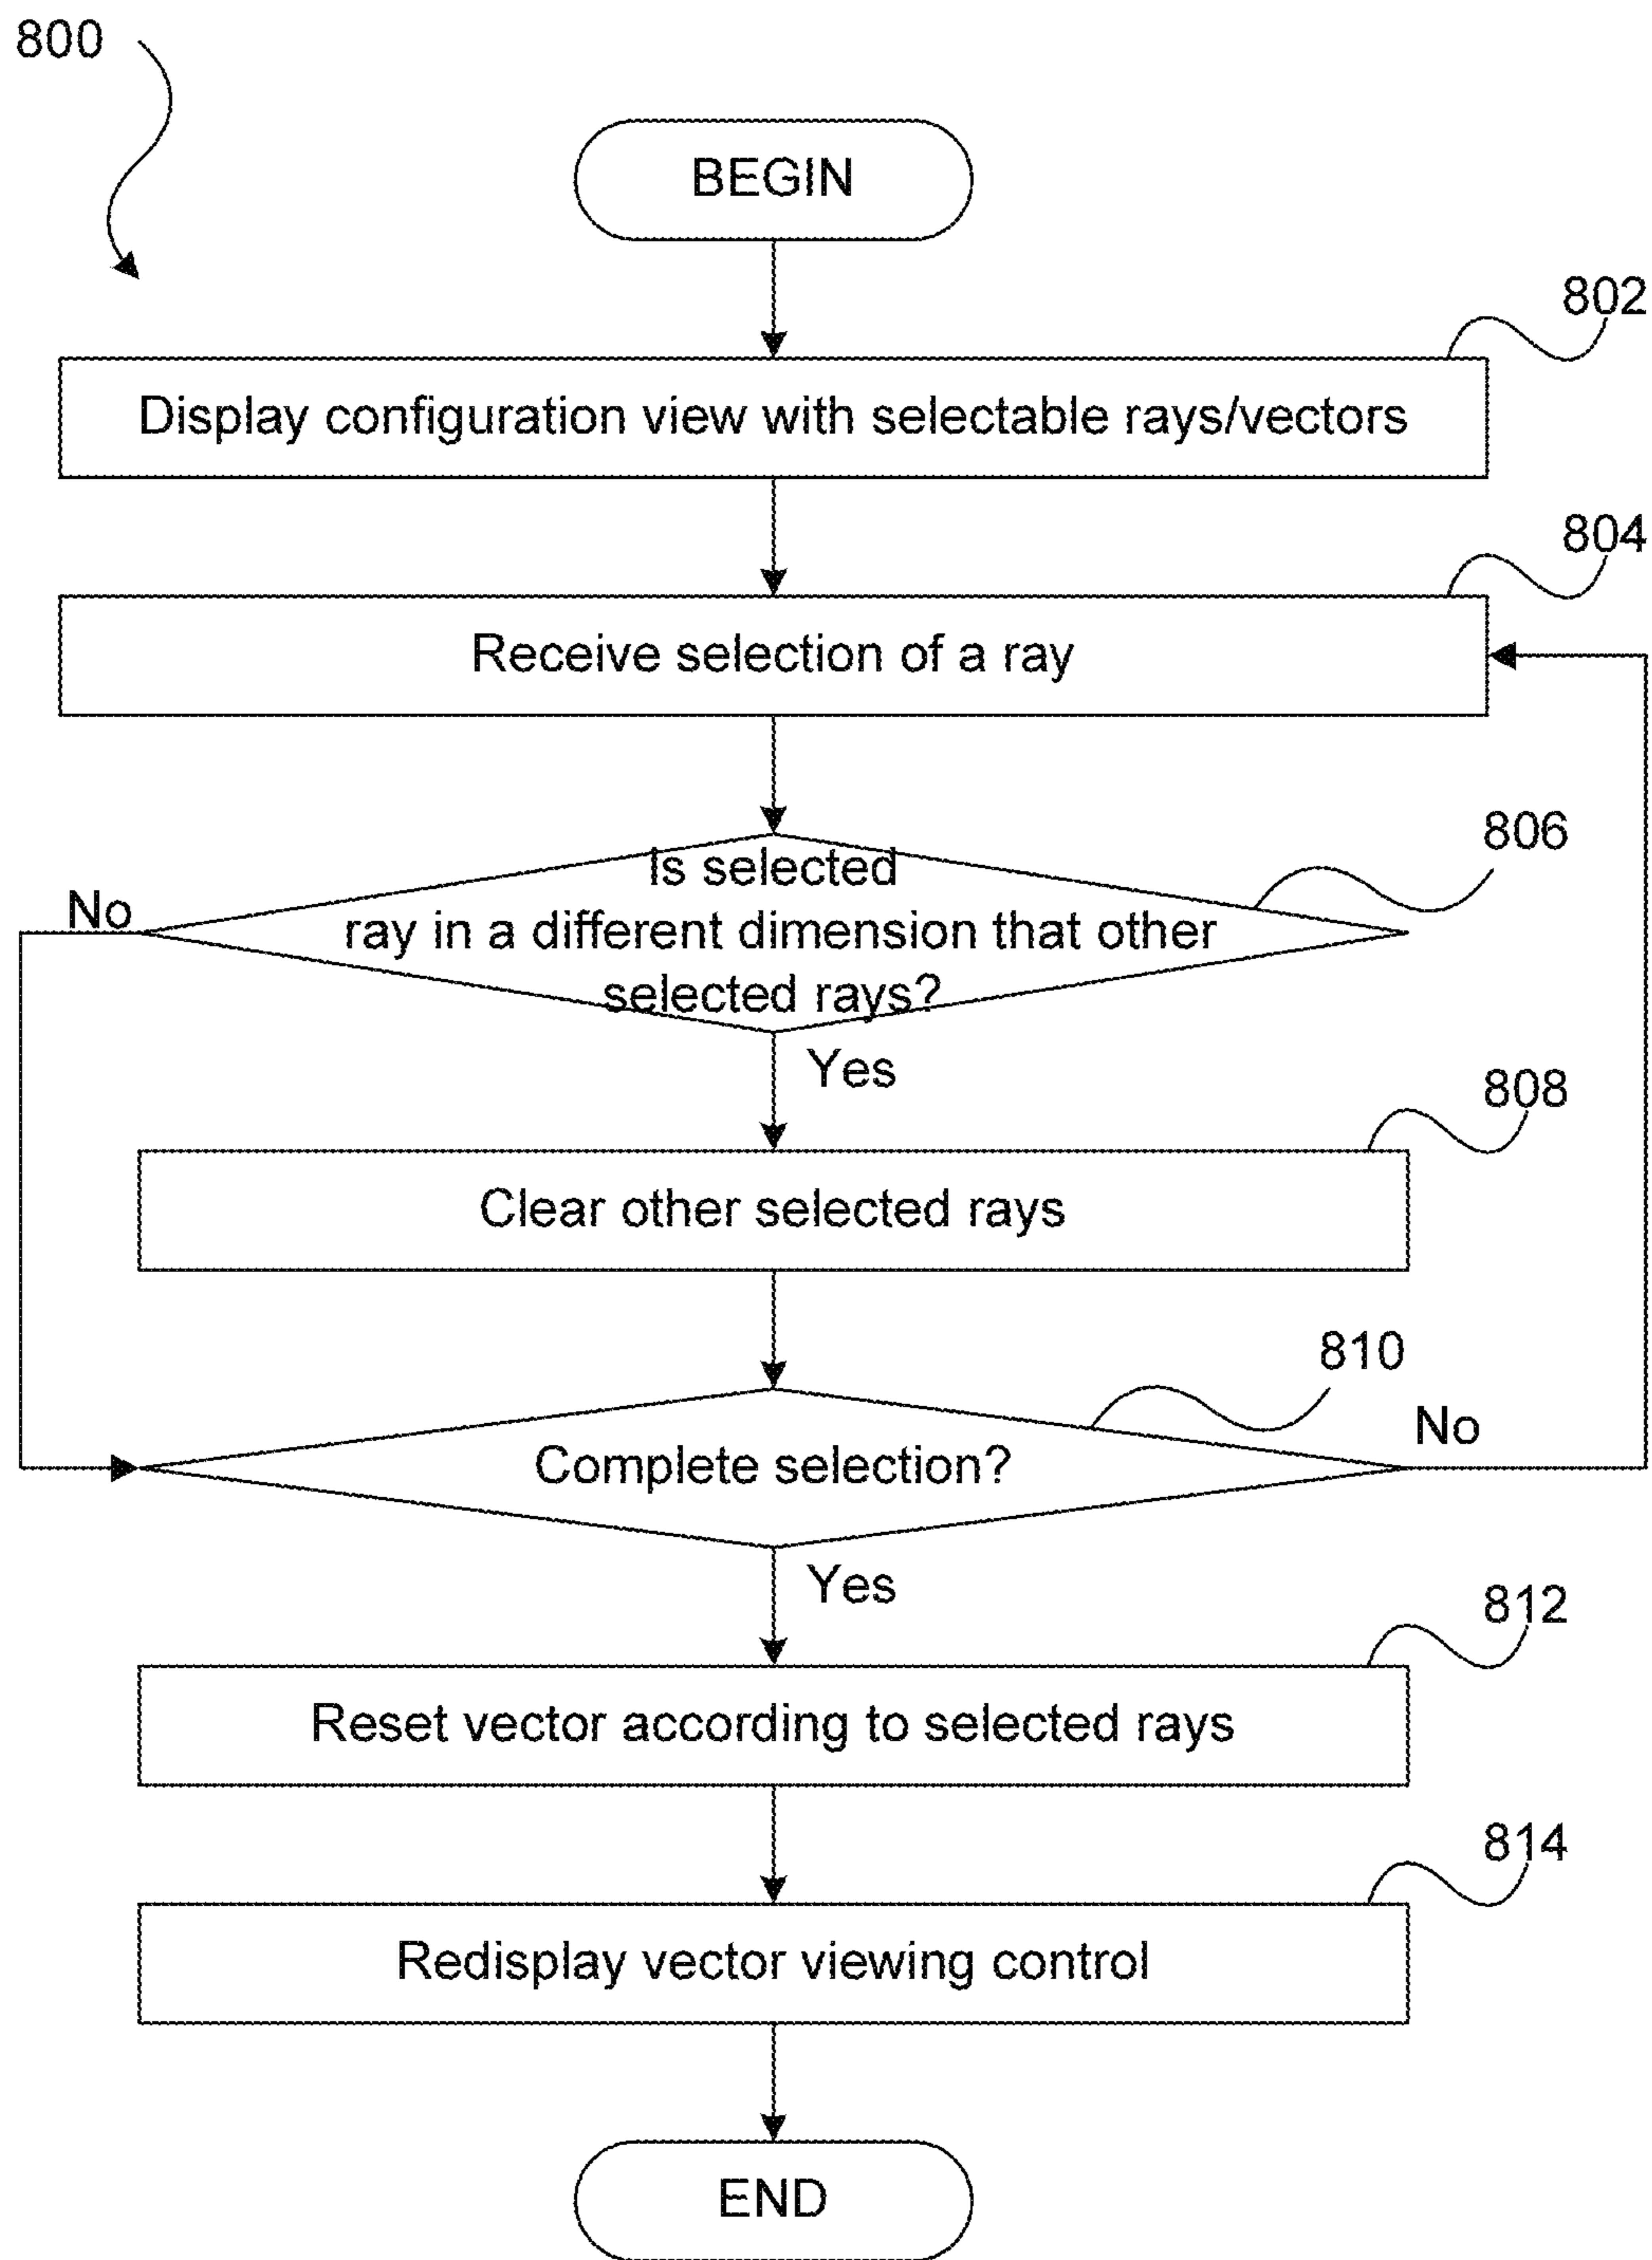 800
BEGIN
802
Display configuration view with selectable rays/vectors
804
Receive selection of a ray
806
Is selected
ray in a different dimension that other
selected rays?
No
Yes
808
Clear other selected rays
810
Complete selection?
No
Yes
812
Reset vector according to selected rays
814
Redisplay vector viewing control
END